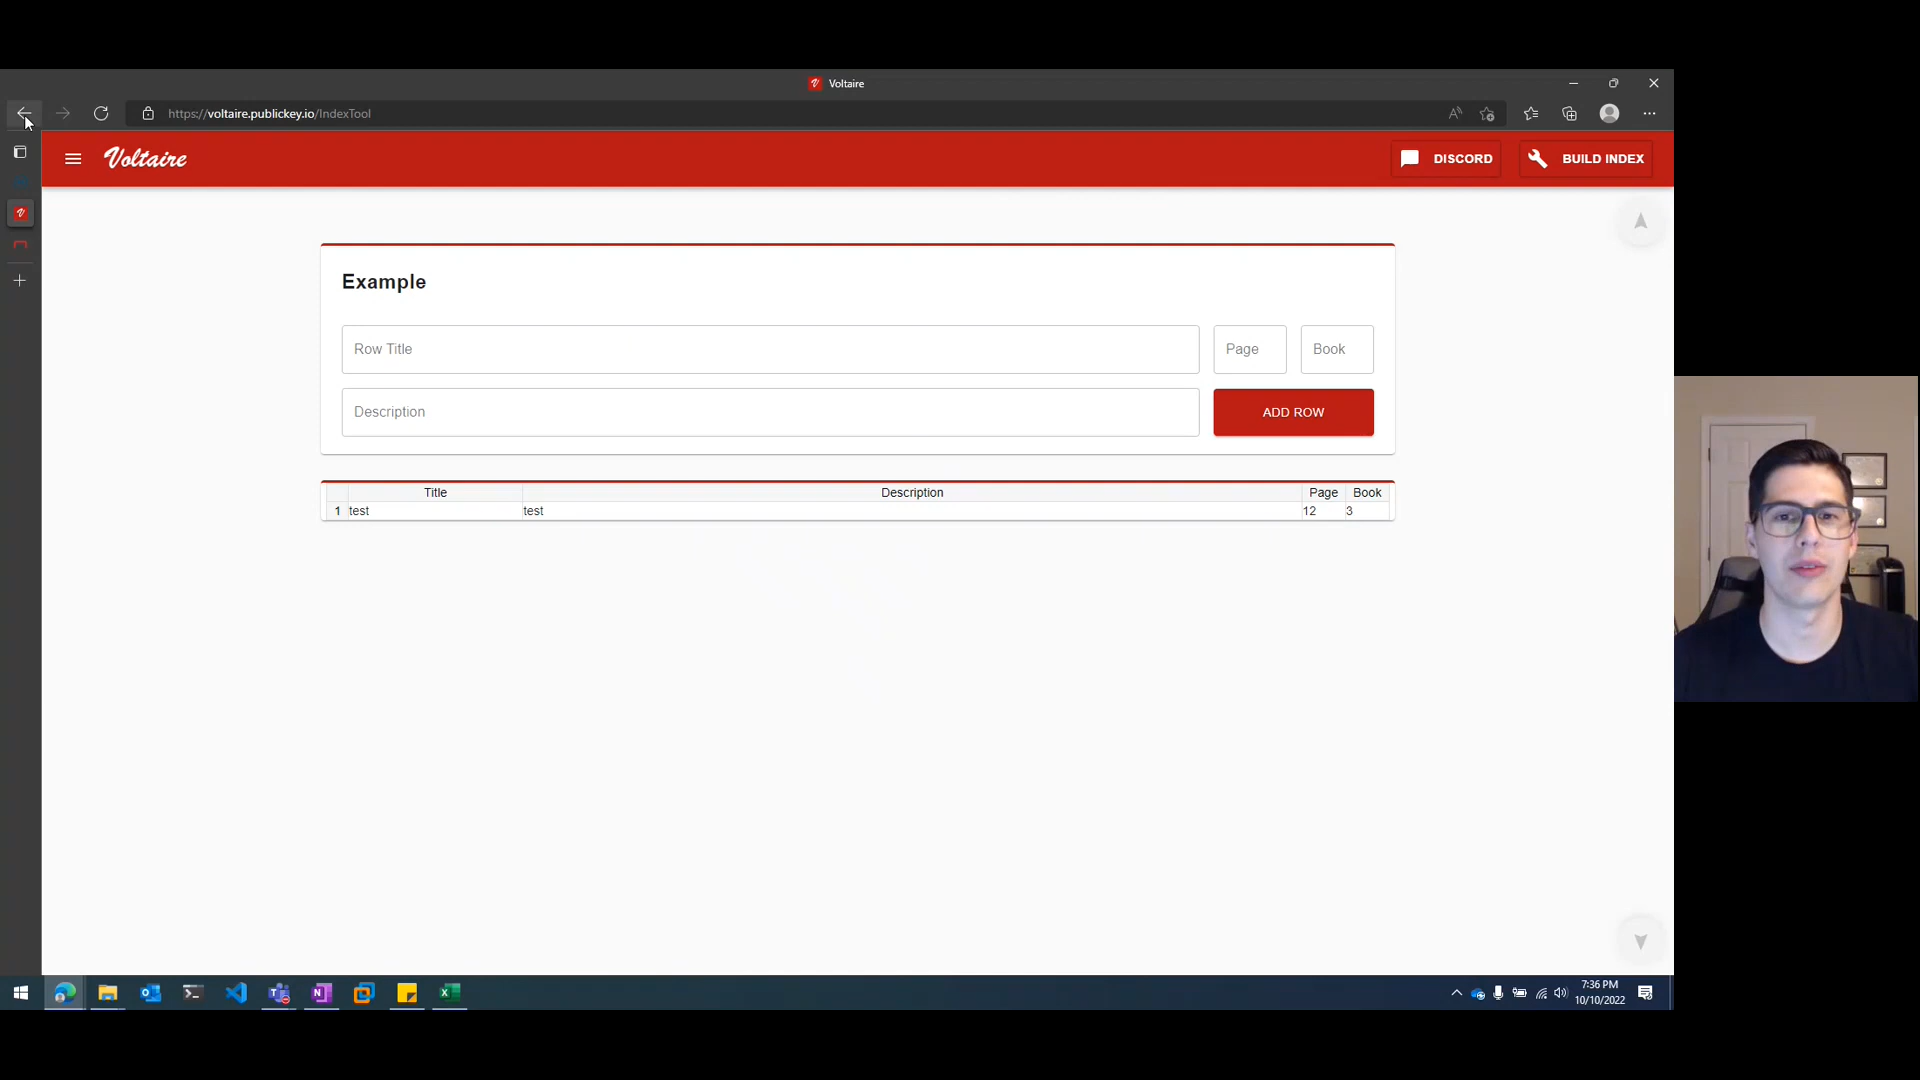 Voltaire
https://voltaire.publickey.io/IndexTool
Voltaire
DISCORD
BUILD INDEX
Example
Row Title
Page
Book
Description
ADD ROW
Title Description Page Book
1 test test 12 3
7:36 PM
10/10/2022